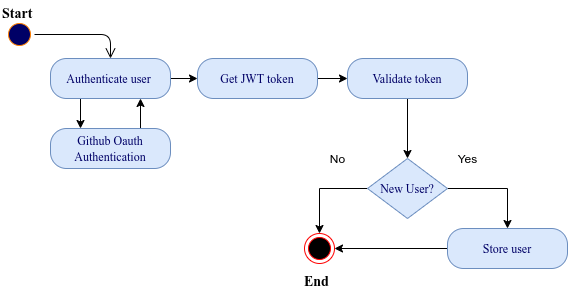 Start
Authenticate user
Get JWT token
Validate token
Github Oauth
Authentication
No
Yes
New User?
Store user
End